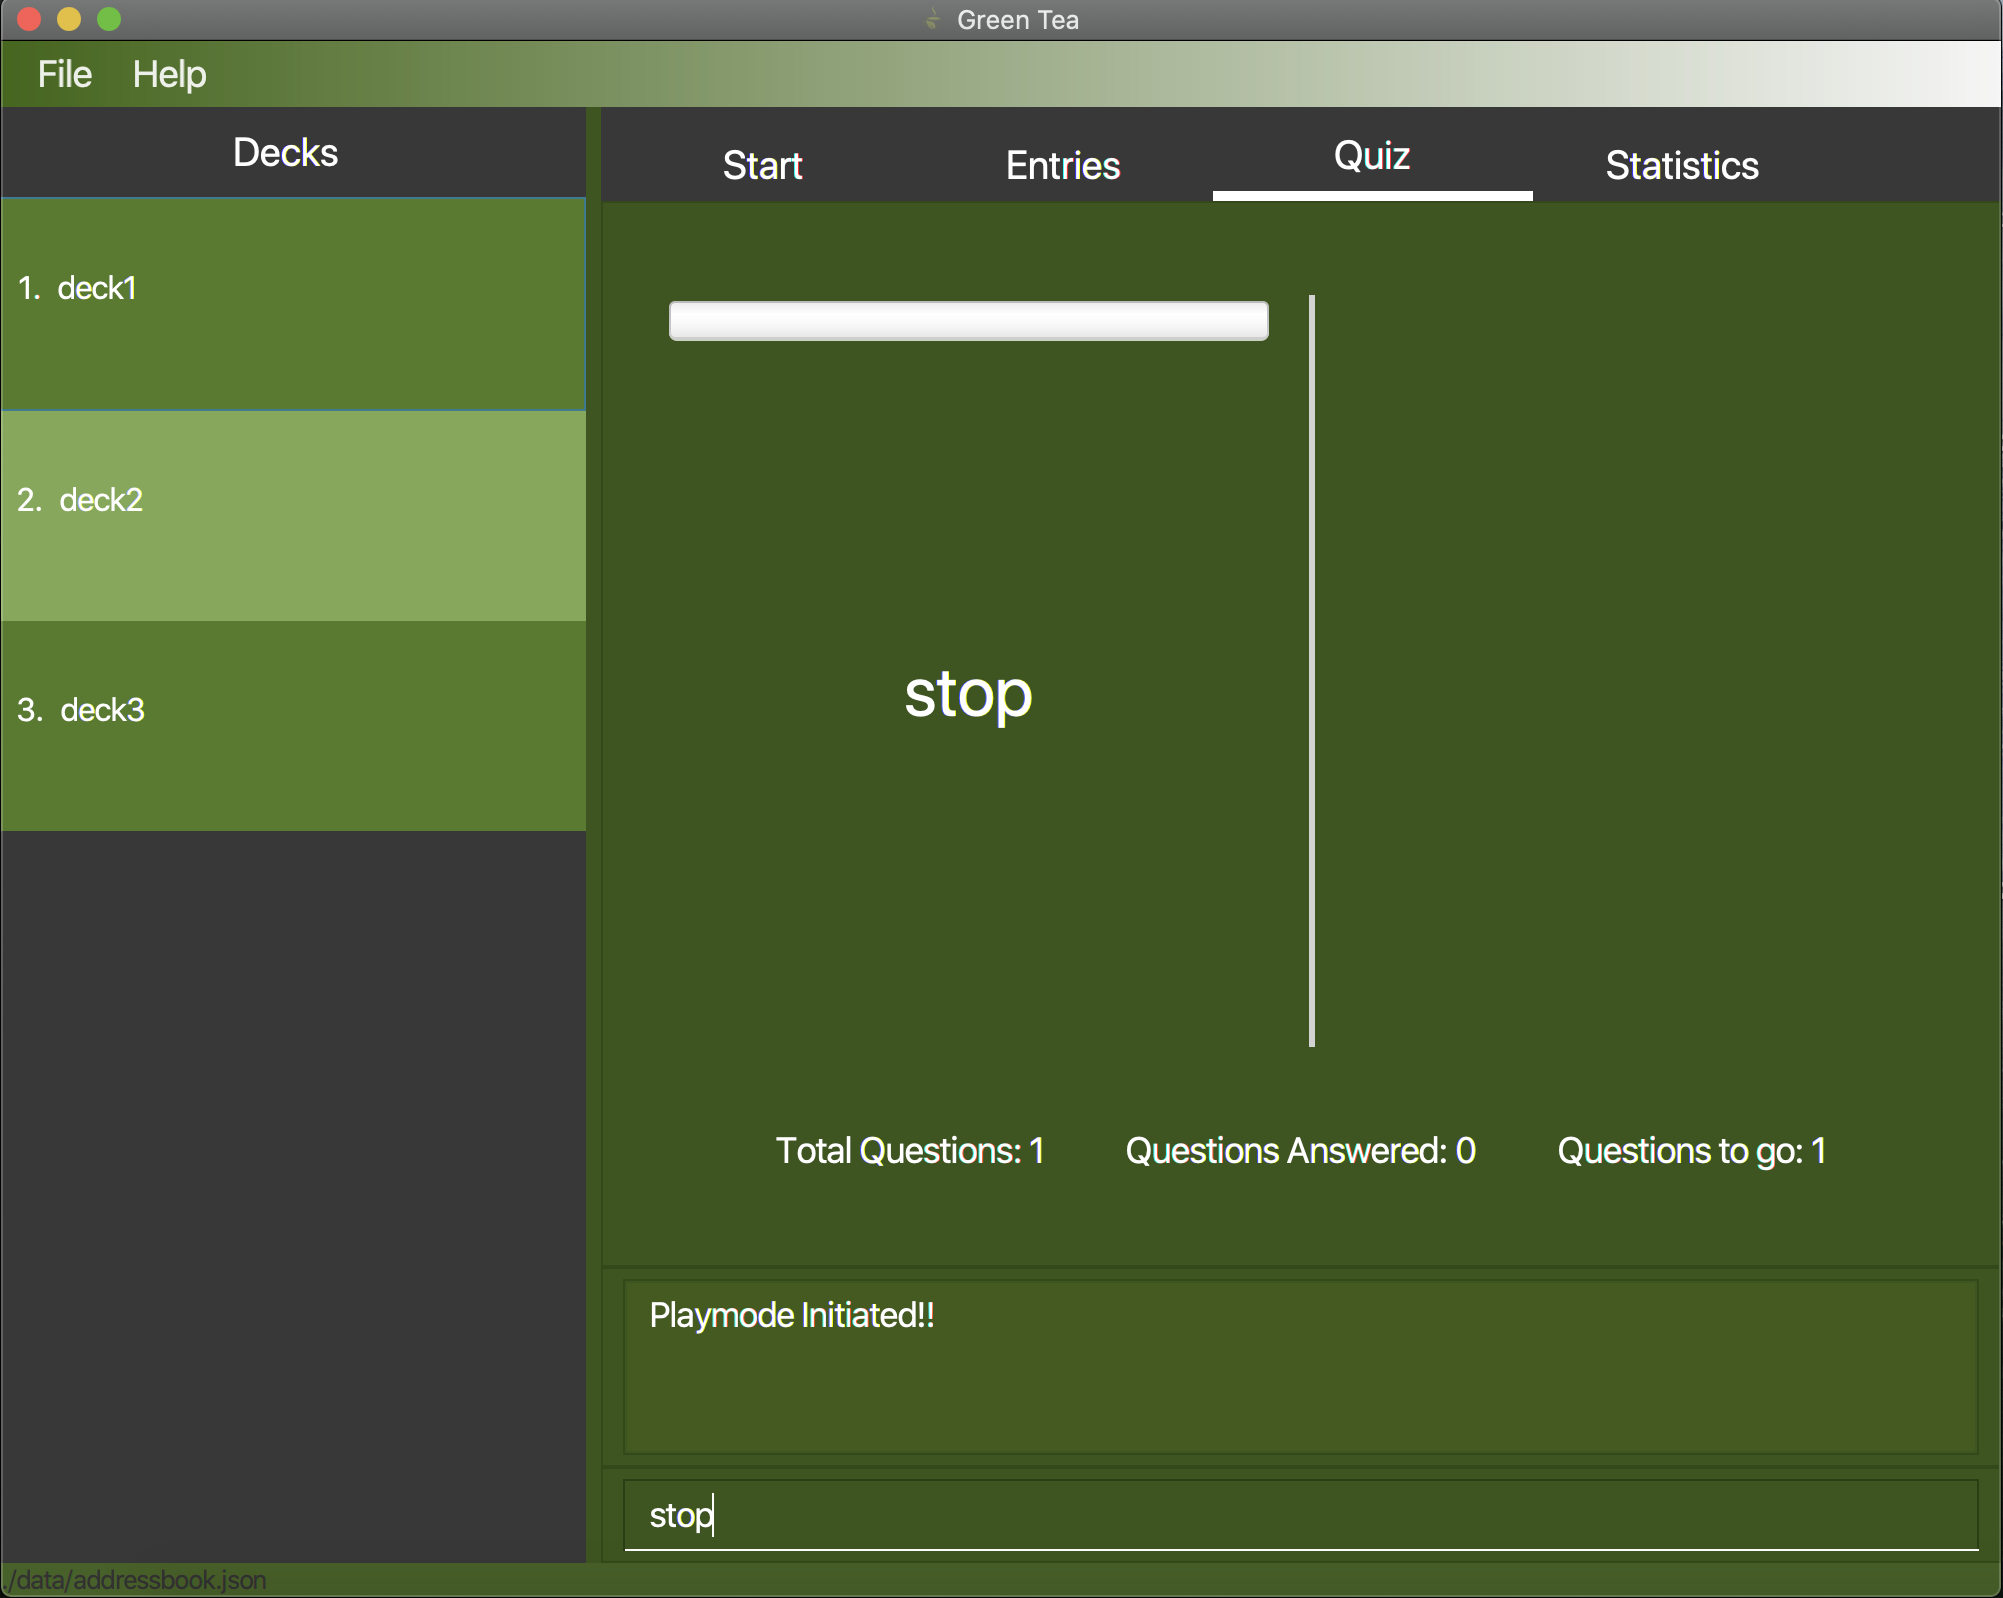 Green Tea
File Help
Decks
1. deck1
2. deck2
3. deck3
Start Entries Quiz Statistics
stop
Total Questions: 1 Questions Answered: 0 Questions to go: 1
Playmode Initiated!!
stop
./data/addressbook.json